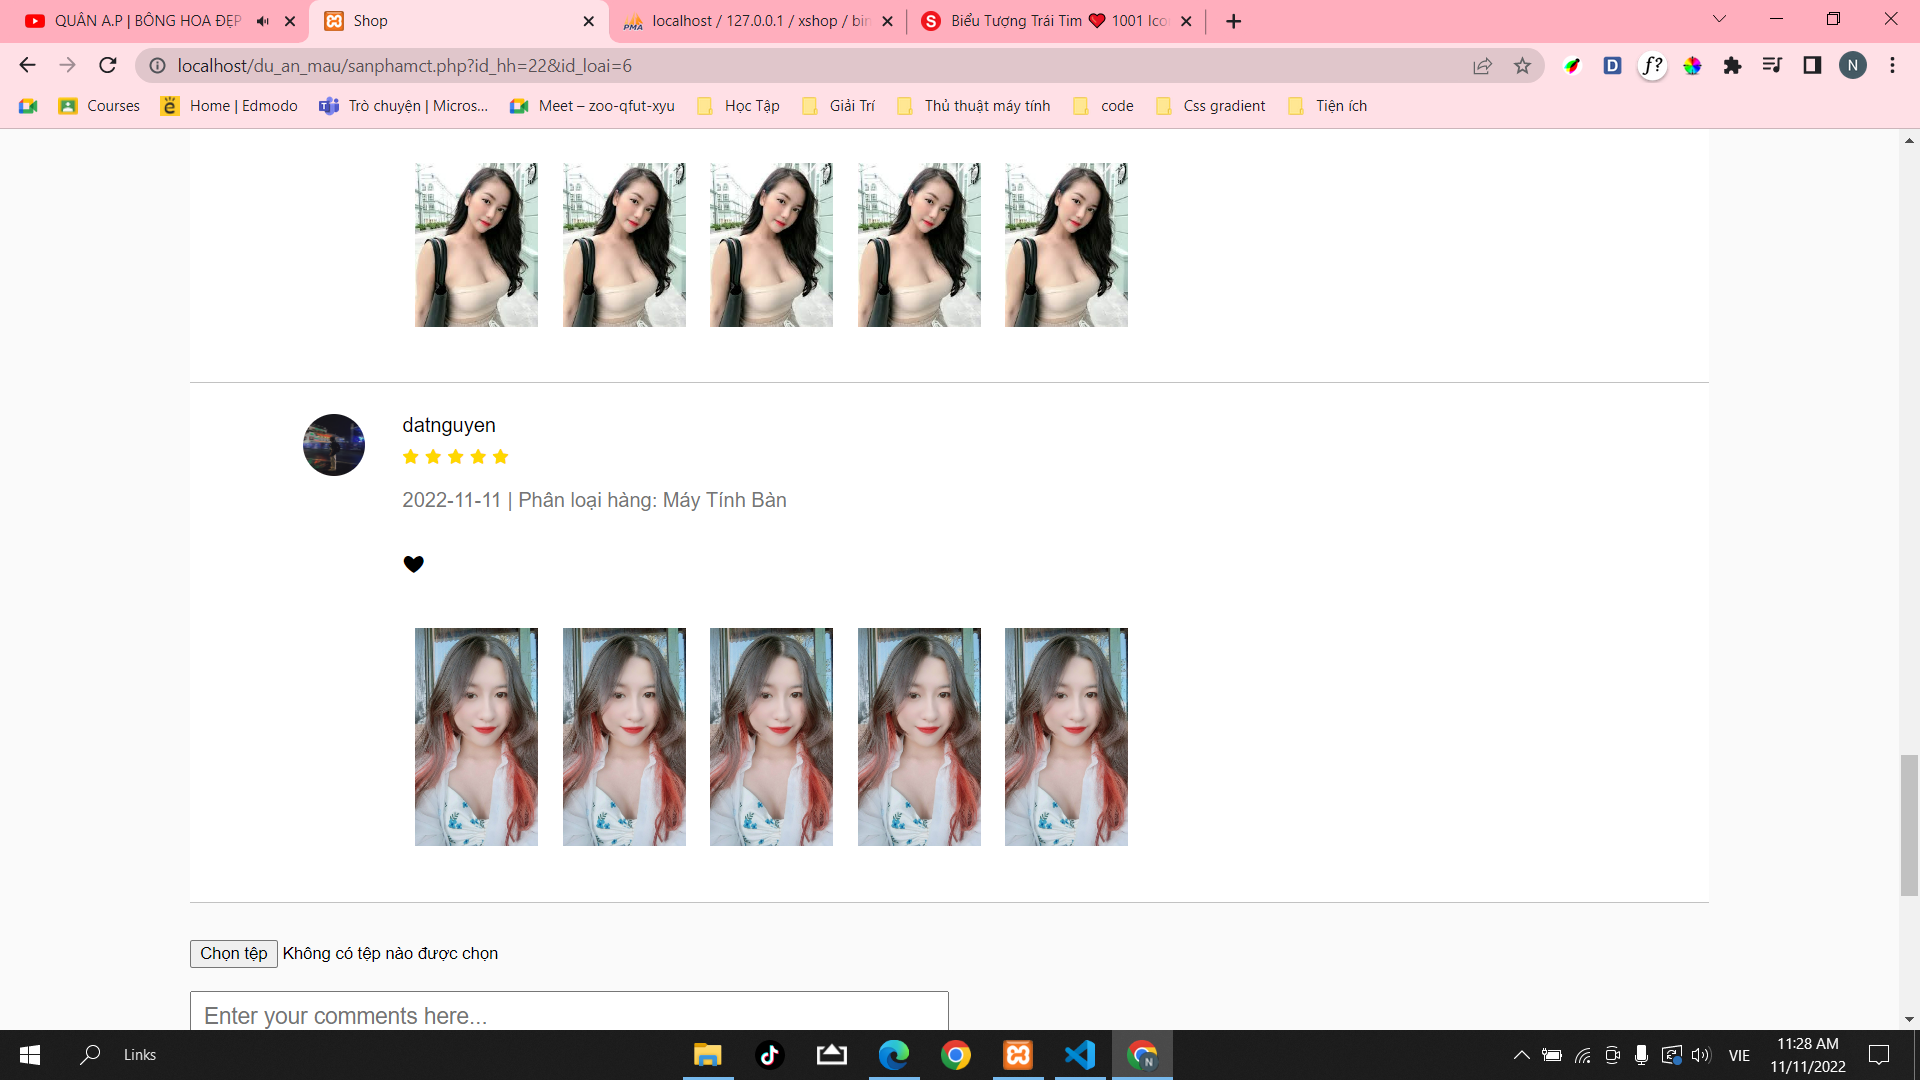 QUÂN A.P | BÔNG HOA ĐẸP
Shop
localhost / 127.0.0.1 / xshop / bin
Biểu Tượng Trái Tim ❤️ 1001 Ico
localhost/du_an_mau/sanphamct.php?id_hh=22&id_loai=6
N
Courses
Home | Edmodo
Trò chuyện | Micros...
Meet – zoo-qfut-xyu
Học Tập
Giải Trí
Thủ thuật máy tính
code
Css gradient
Tiện ích
datnguyen
2022-11-11 | Phân loại hàng: Máy Tính Bàn
Chọn tệp Không có tệp nào được chọn
Enter your comments here...
Links
VIE
11:28 AM
11/11/2022